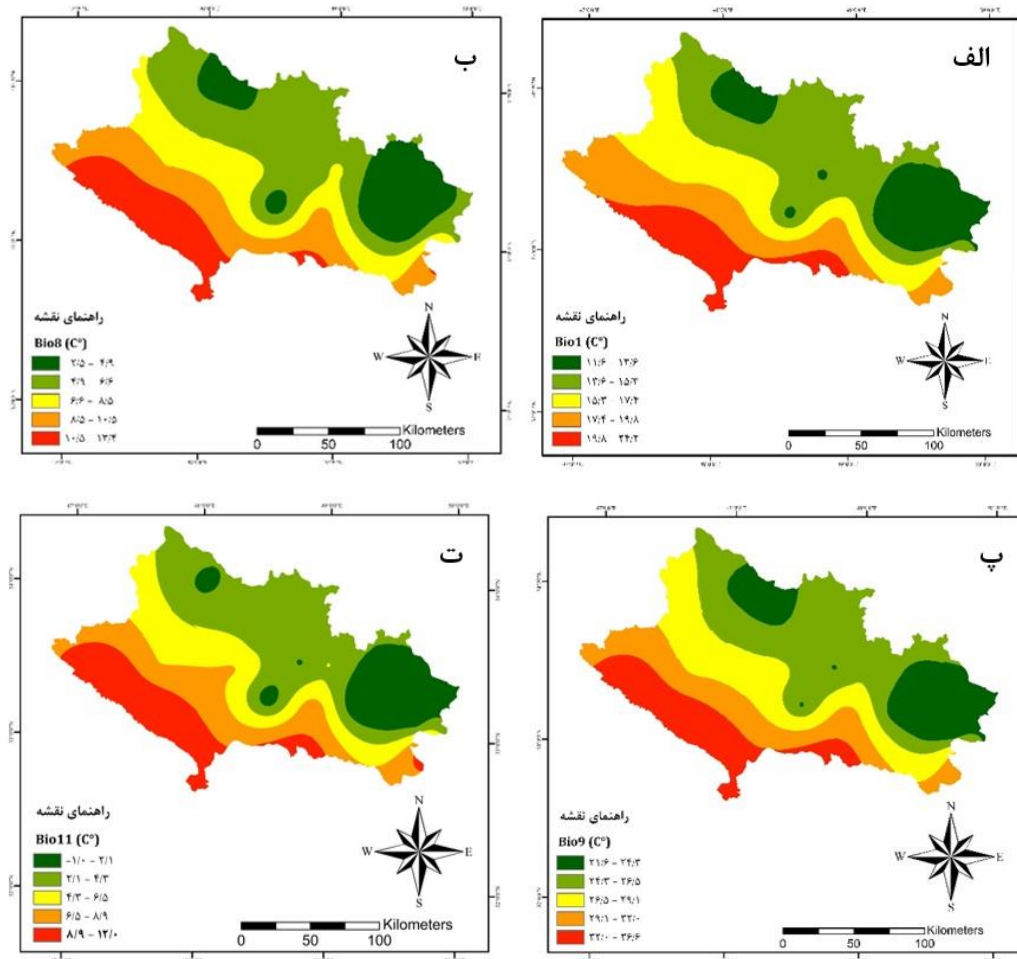 الف
راهنمای نقشه
Bio1 (C°)
۱۱/۶ - ۱۳/۶
۱۳/۶ - ۱۵/۳
۱۵/۳ - ۱۷/۴
۱۷/۴ - ۱۹/۸
۱۹/۸ - ۲۴/۲
N
W E
S
Kilometers
0 50 100
ب
راهنمای نقشه
Bio8 (C°)
۲/۵ - ۴/۹
۴/۹ - ۶/۶
۶/۶ - ۸/۵
۸/۵ - ۱۰/۵
۱۰/۵ - ۱۳/۴
N
W E
S
Kilometers
0 50 100
پ
راهنمای نقشه
Bio9 (C°)
۲۱/۶ - ۲۴/۳
۲۴/۳ - ۲۶/۵
۲۶/۵ - ۲۹/۱
۲۹/۱ - ۳۲/۰
۳۲/۰ - ۳۶/۶
N
W E
S
Kilometers
0 50 100
ت
راهنمای نقشه
Bio11 (C°)
-۱/۰ - ۲/۱
۲/۱ - ۴/۳
۴/۳ - ۶/۵
۶/۵ - ۸/۹
۸/۹ - ۱۲/۰
N
W E
S
Kilometers
0 50 100